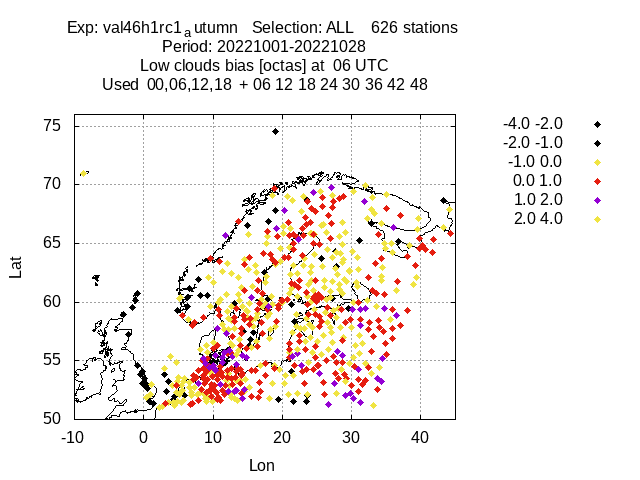 Exp: val46h1rc1autumn Selection: ALL 626 stations
Period: 20221001-20221028
Low clouds bias [octas] at 06 UTC
Used 00,06,12,18 + 06 12 18 24 30 36 42 48
75
70
65
60
55
50
-10 0 10 20 30 40
Lat
Lon
-4.0 -2.0
-2.0 -1.0
-1.0 0.0
0.0 1.0
1.0 2.0
2.0 4.0